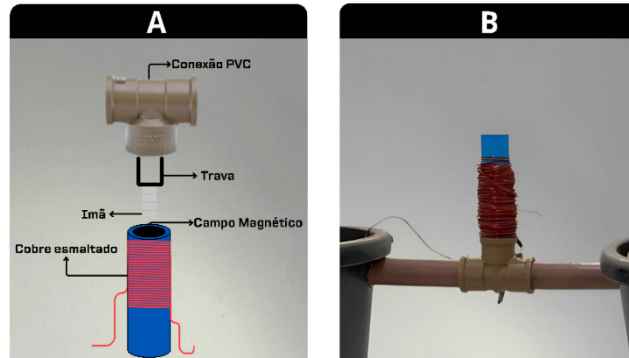 A
Conexão PVC
Trava
Imã
Campo Magnético
Cobre esmaltado
B